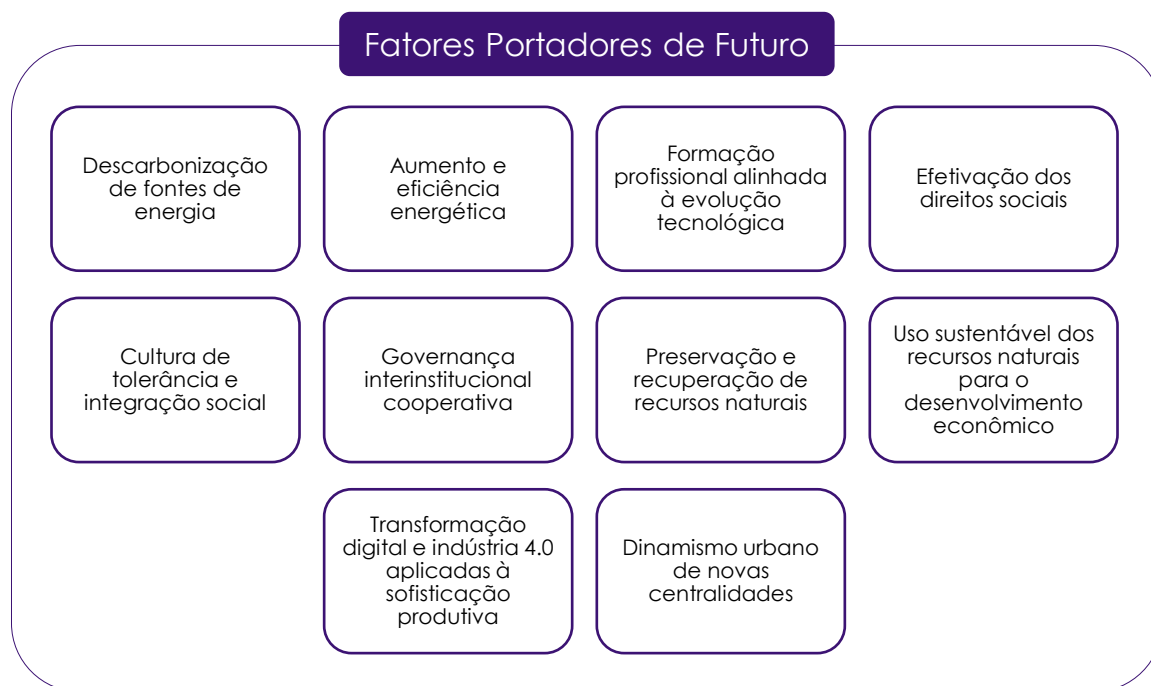 Fatores Portadores de Futuro
Descarbonização
de fontes de
energia
Aumento e
eficiência
energética
Formação
profissional alinhada
à evolução
tecnológica
Efetivação dos
direitos sociais
Cultura de
tolerância e
integração social
Governança
interinstitucional
cooperativa
Preservação e
recuperação de
recursos naturais
Uso sustentável dos
recursos naturais
para o
desenvolvimento
econômico
Transformação
digital e indústria 4.0
aplicadas à
sofisticação
produtiva
Dinamismo urbano
de novas
centralidades